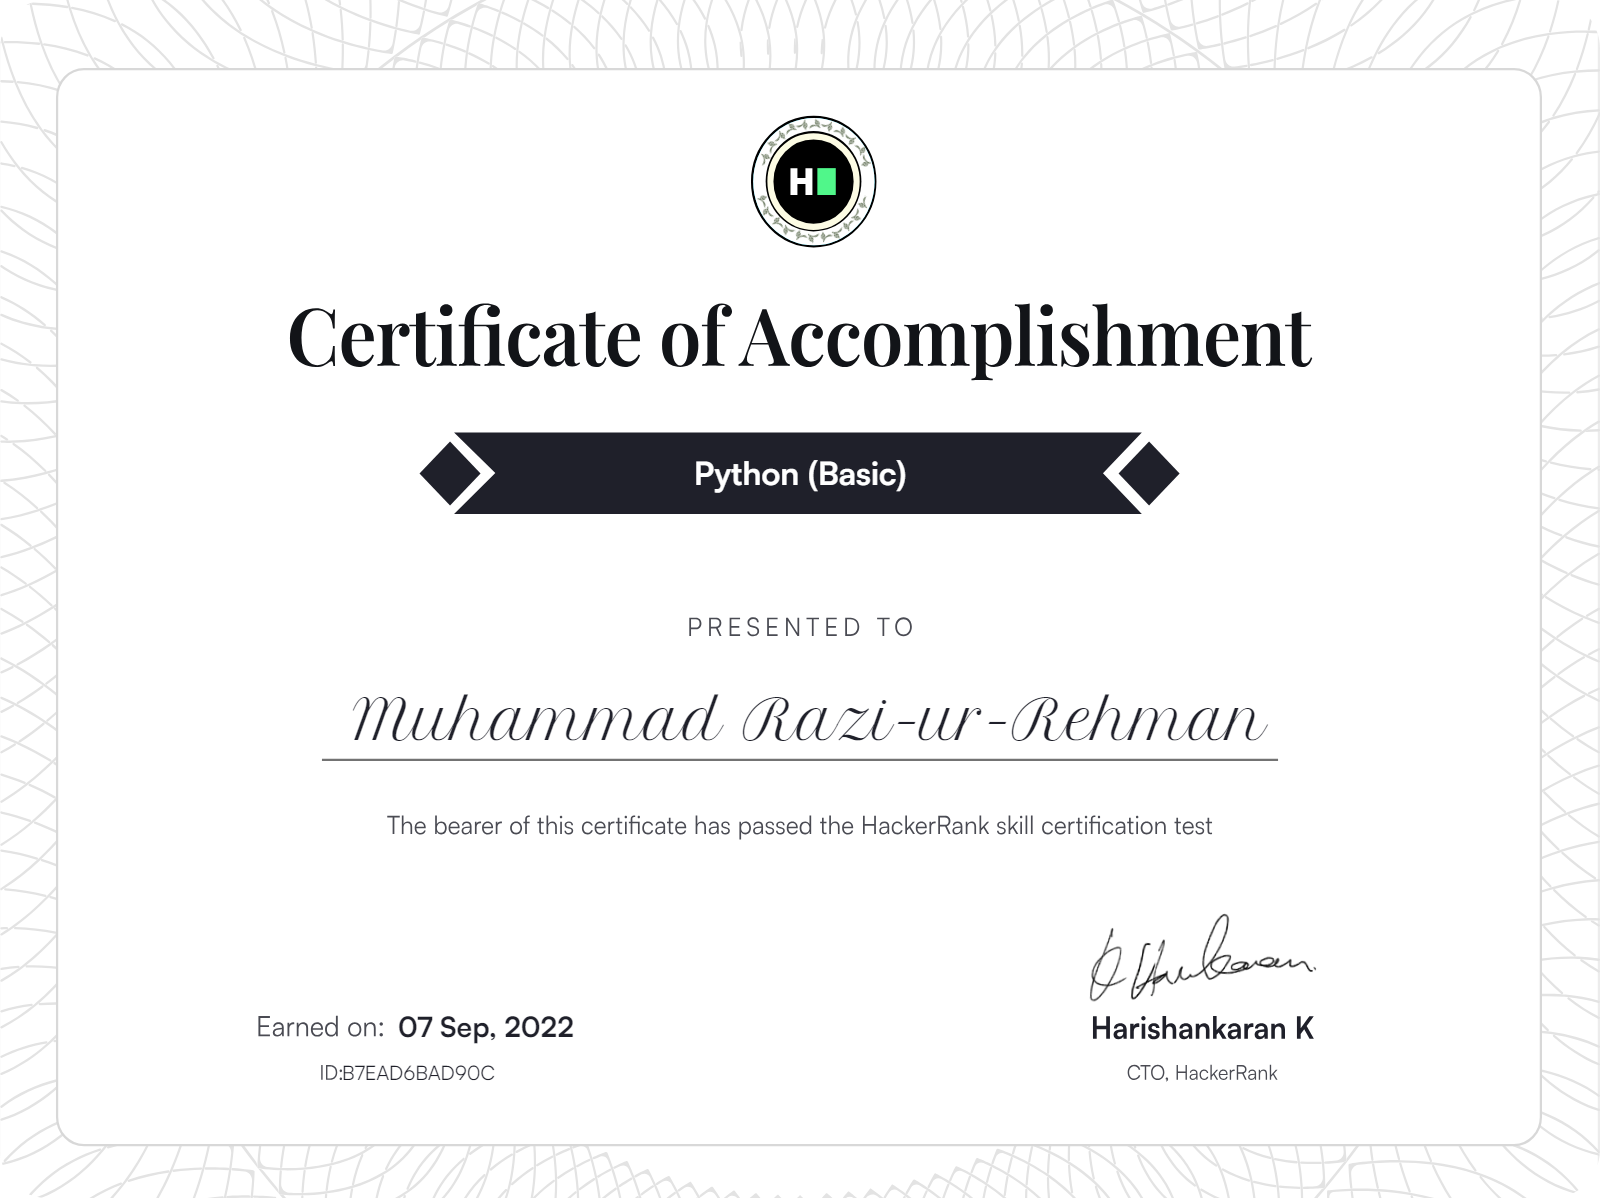 H
Certificate of Accomplishment
Python (Basic)
PRESENTED TO
Muhammad Razi-ur-Rehman
The bearer of this certificate has passed the HackerRank skill certification test
Earned on: 07 Sep, 2022
ID:B7EAD6BAD90C
Harishankaran K
CTO, HackerRank